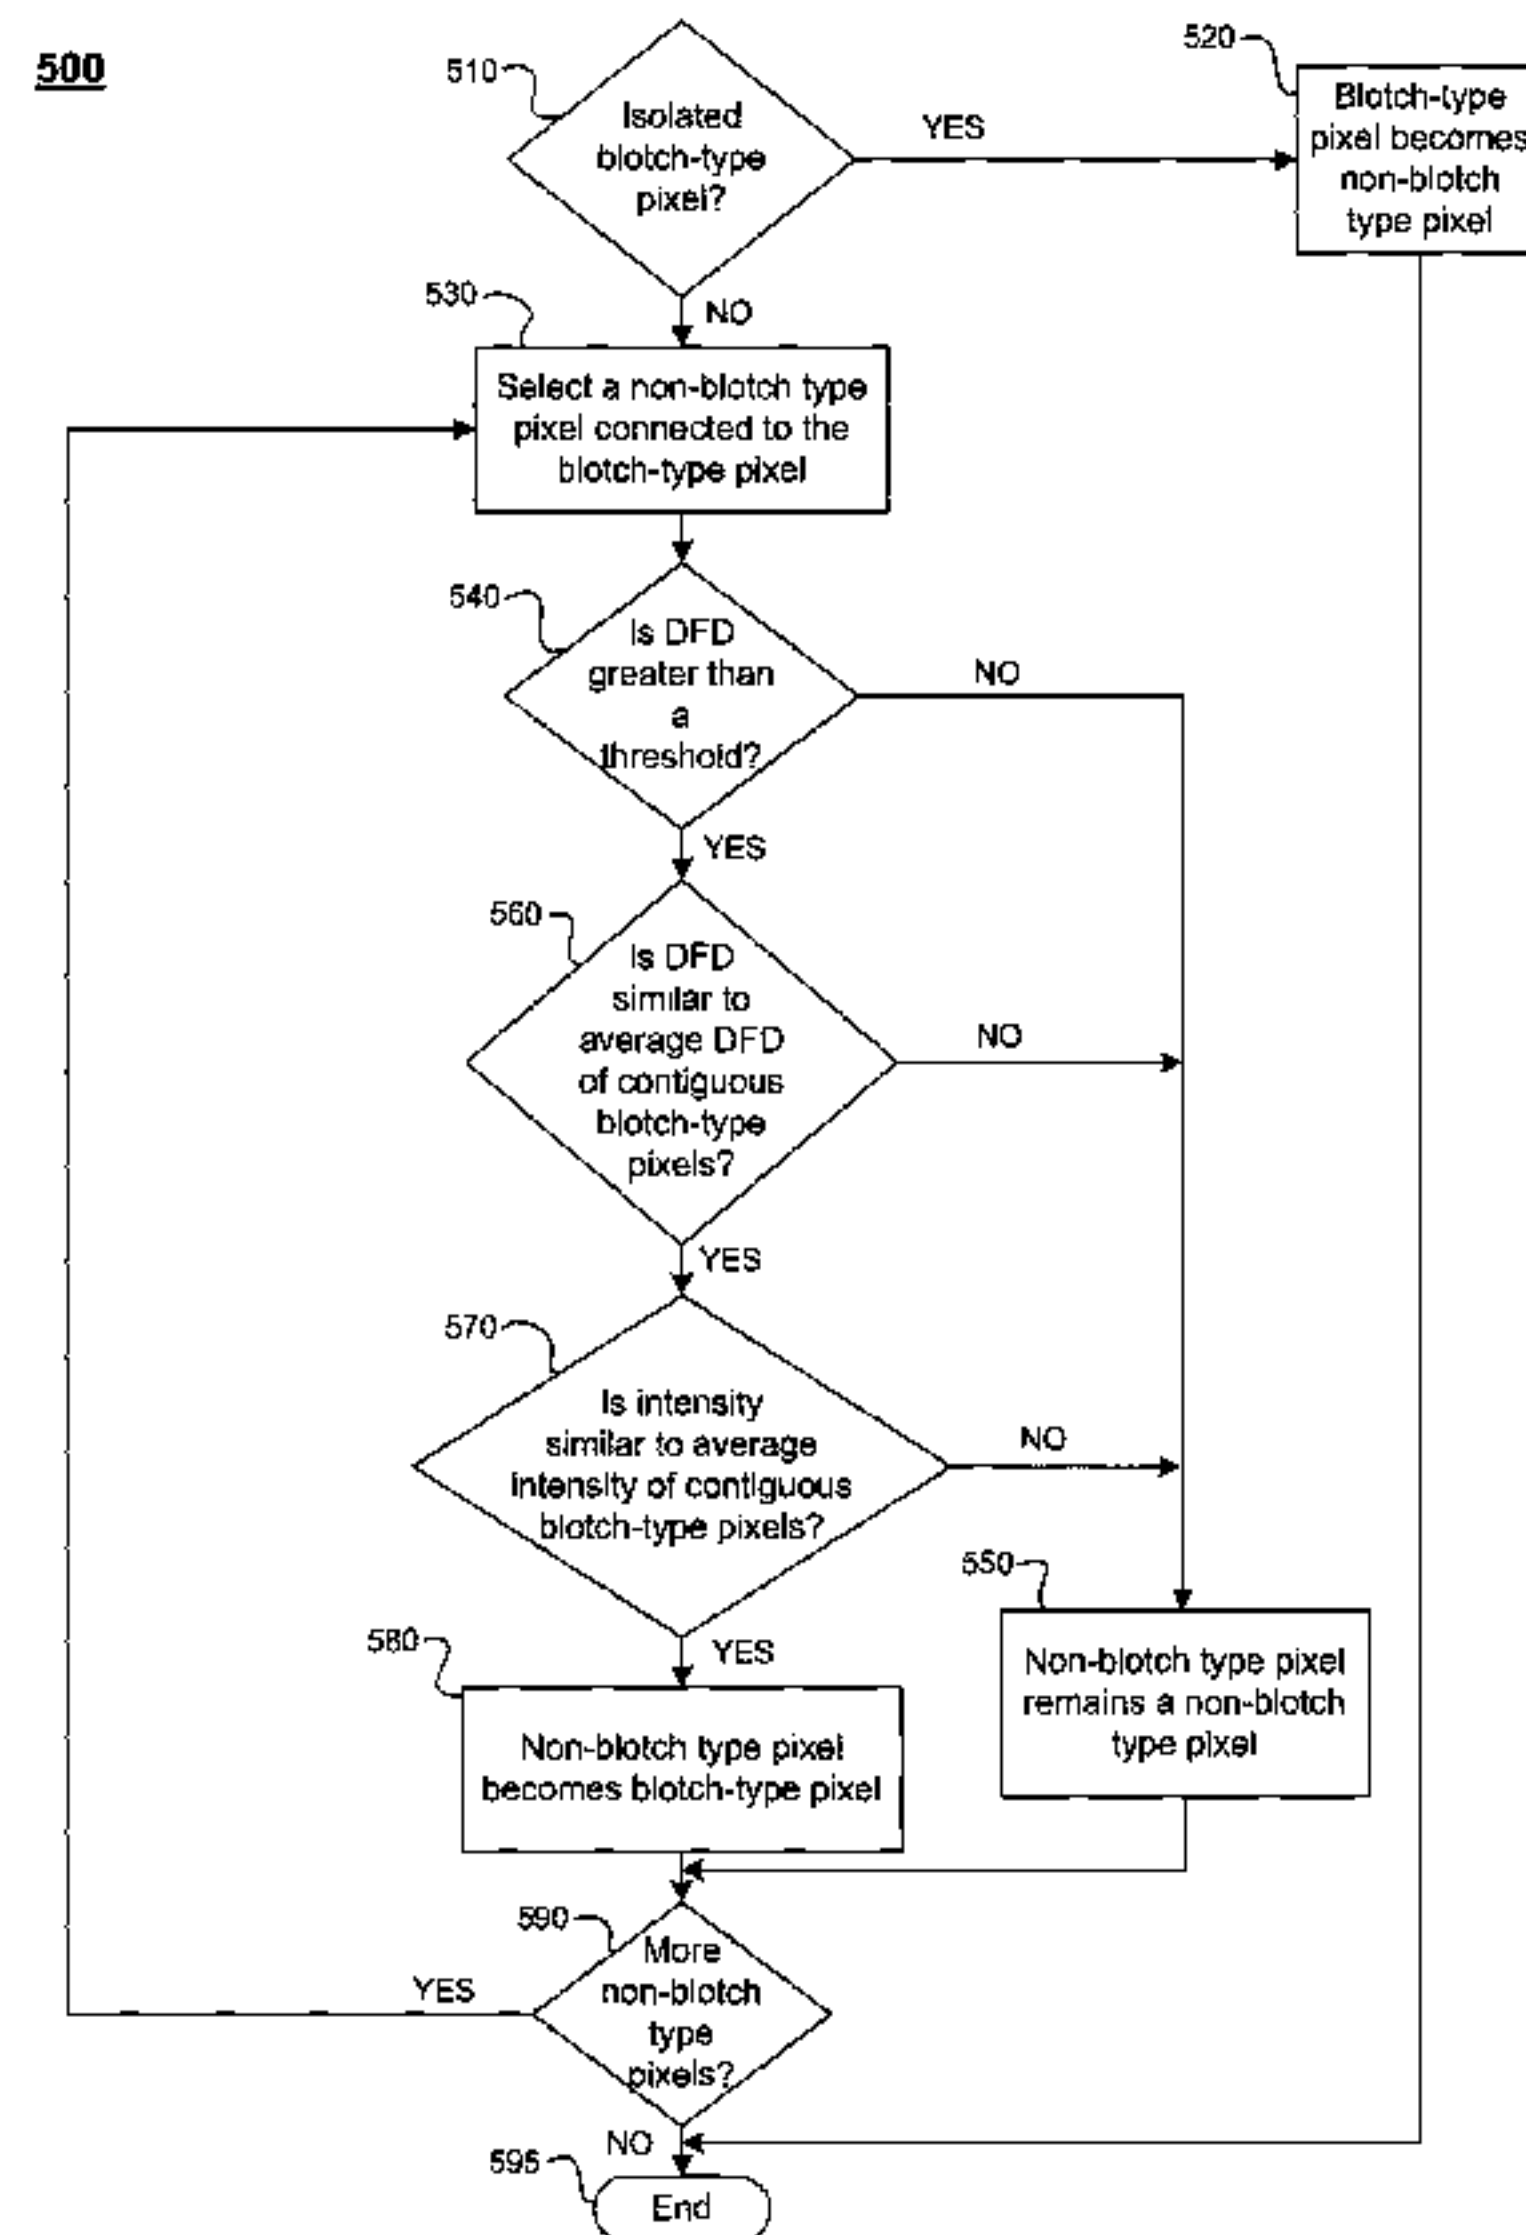 500
510
Isolated
blotch-type
pixel?
YES
520
Blotch-type
pixel becomes
non-blotch
type pixel
NO
530
Select a non-blotch type
pixel connected to the
blotch-type pixel
540
Is DFD
greater than
a
threshold?
NO
YES
560
Is DFD
similar to
average DFD
of contiguous
blotch-type
pixels?
NO
YES
570
Is intensity
similar to average
intensity of contiguous
blotch-type pixels?
NO
550
Non-blotch type pixel
remains a non-blotch
type pixel
YES
580
Non-blotch type pixel
becomes blotch-type pixel
590
More
non-blotch
type
pixels?
YES
NO
595
End